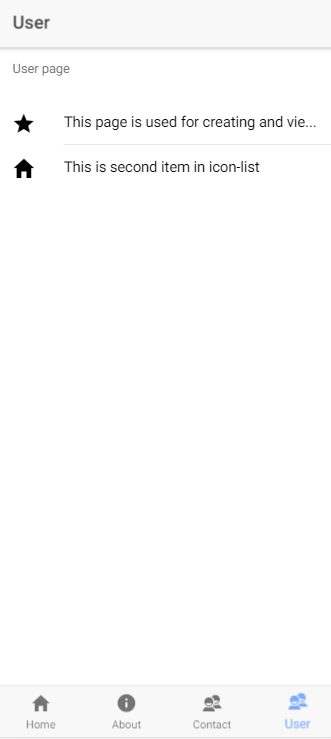 User
User page
This page is used for creating and vie...
This is second item in icon-list
Home
About
Contact
User